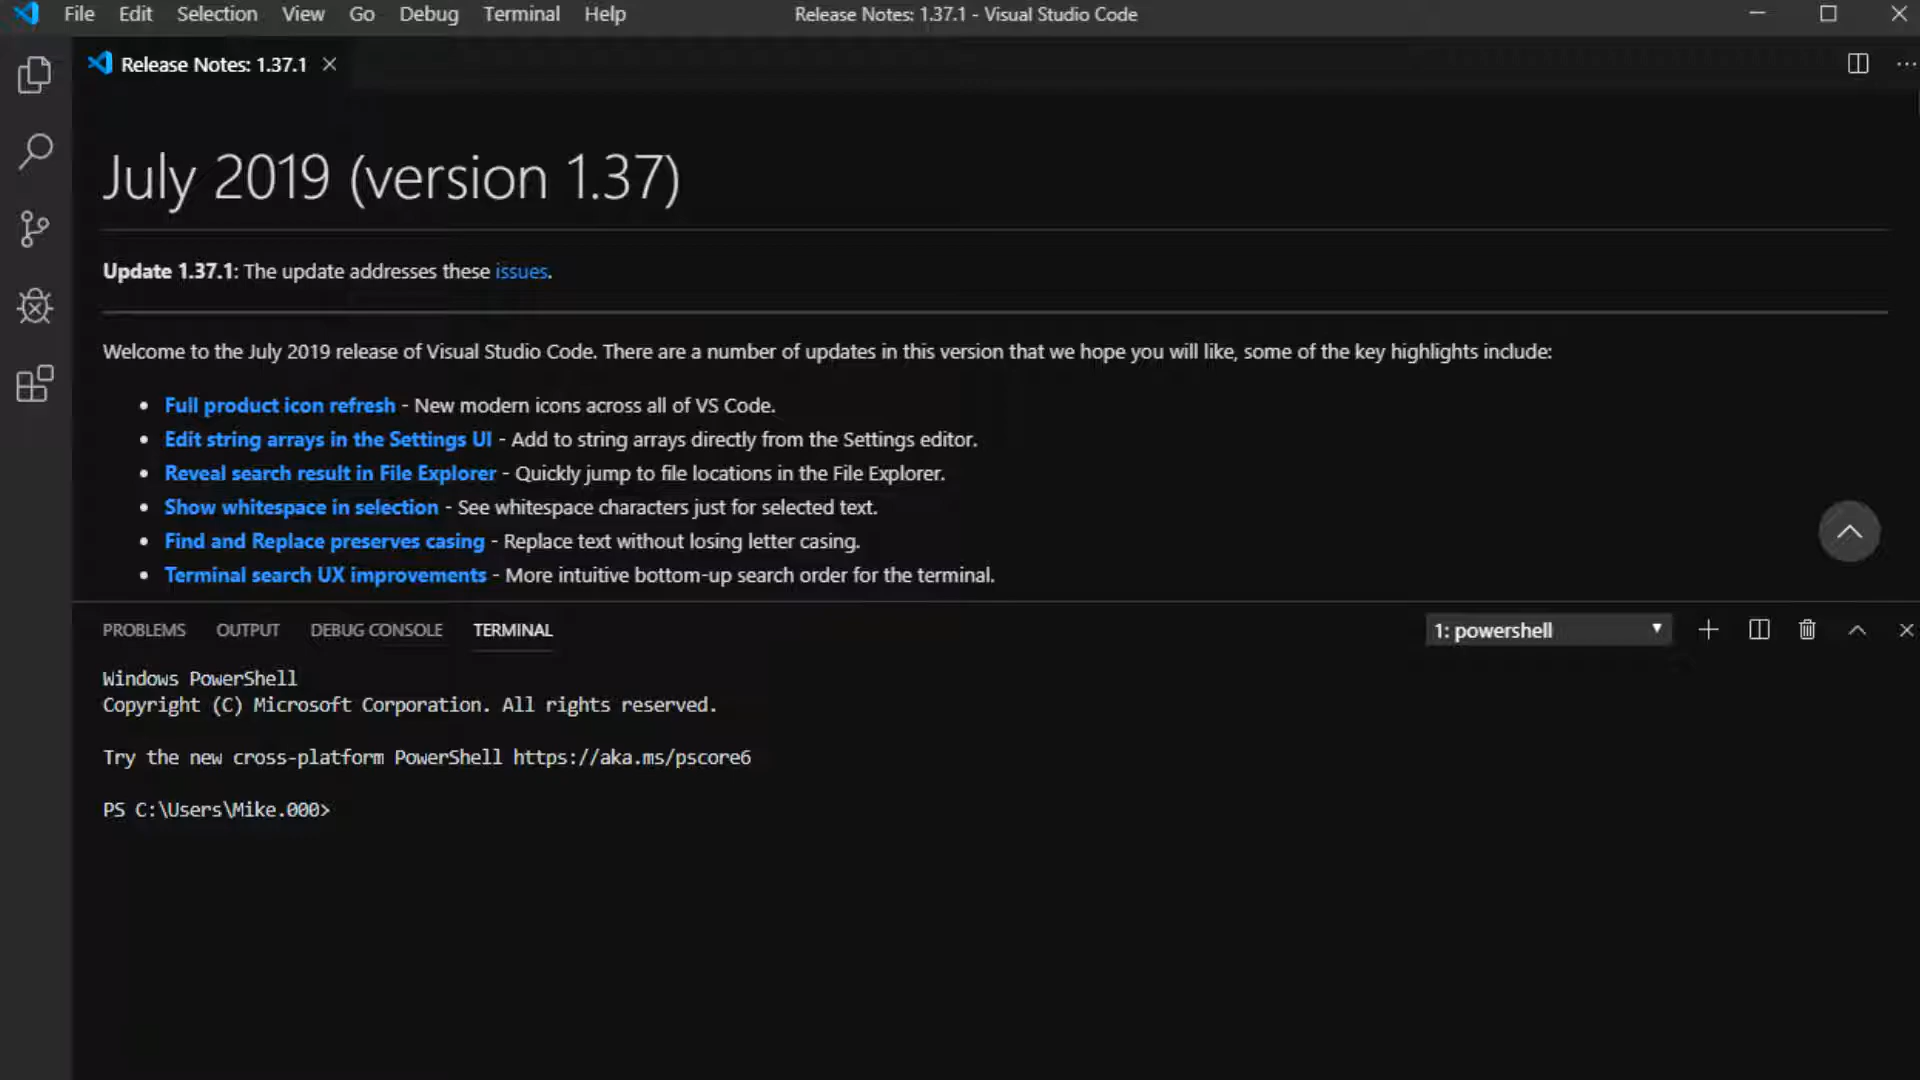 File Edit Selection View Go Debug Terminal Help
Release Notes: 1.37.1 - Visual Studio Code
Release Notes: 1.37.1
July 2019 (version 1.37)
Update 1.37.1: The update addresses these issues.
Welcome to the July 2019 release of Visual Studio Code. There are a number of updates in this version that we hope you will like, some of the key highlights include:
• Full product icon refresh - New modern icons across all of VS Code.
• Edit string arrays in the Settings UI - Add to string arrays directly from the Settings editor.
• Reveal search result in File Explorer - Quickly jump to file locations in the File Explorer.
• Show whitespace in selection - See whitespace characters just for selected text.
• Find and Replace preserves casing - Replace text without losing letter casing.
• Terminal search UX improvements - More intuitive bottom-up search order for the terminal.
PROBLEMS OUTPUT DEBUG CONSOLE TERMINAL
1: powershell
Windows PowerShell
Copyright (C) Microsoft Corporation. All rights reserved.
Try the new cross-platform PowerShell https://aka.ms/pscore6
PS C:\Users\Mike.000>